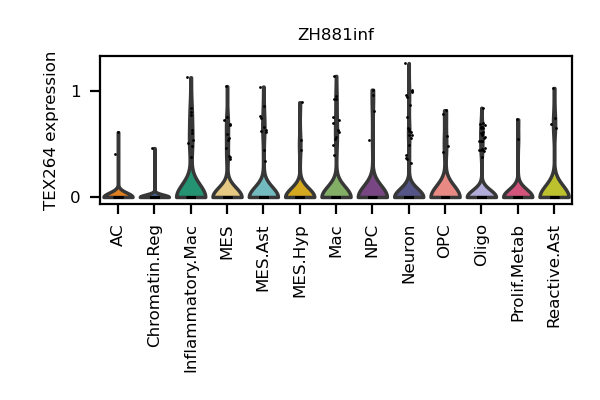 ZH881inf
TEX264 expression
1
0
AC
Chromatin.Reg
Inflammatory.Mac
MES
MES.Ast
MES.Hyp
Mac
NPC
Neuron
OPC
Oligo
Prolif.Metab
Reactive.Ast